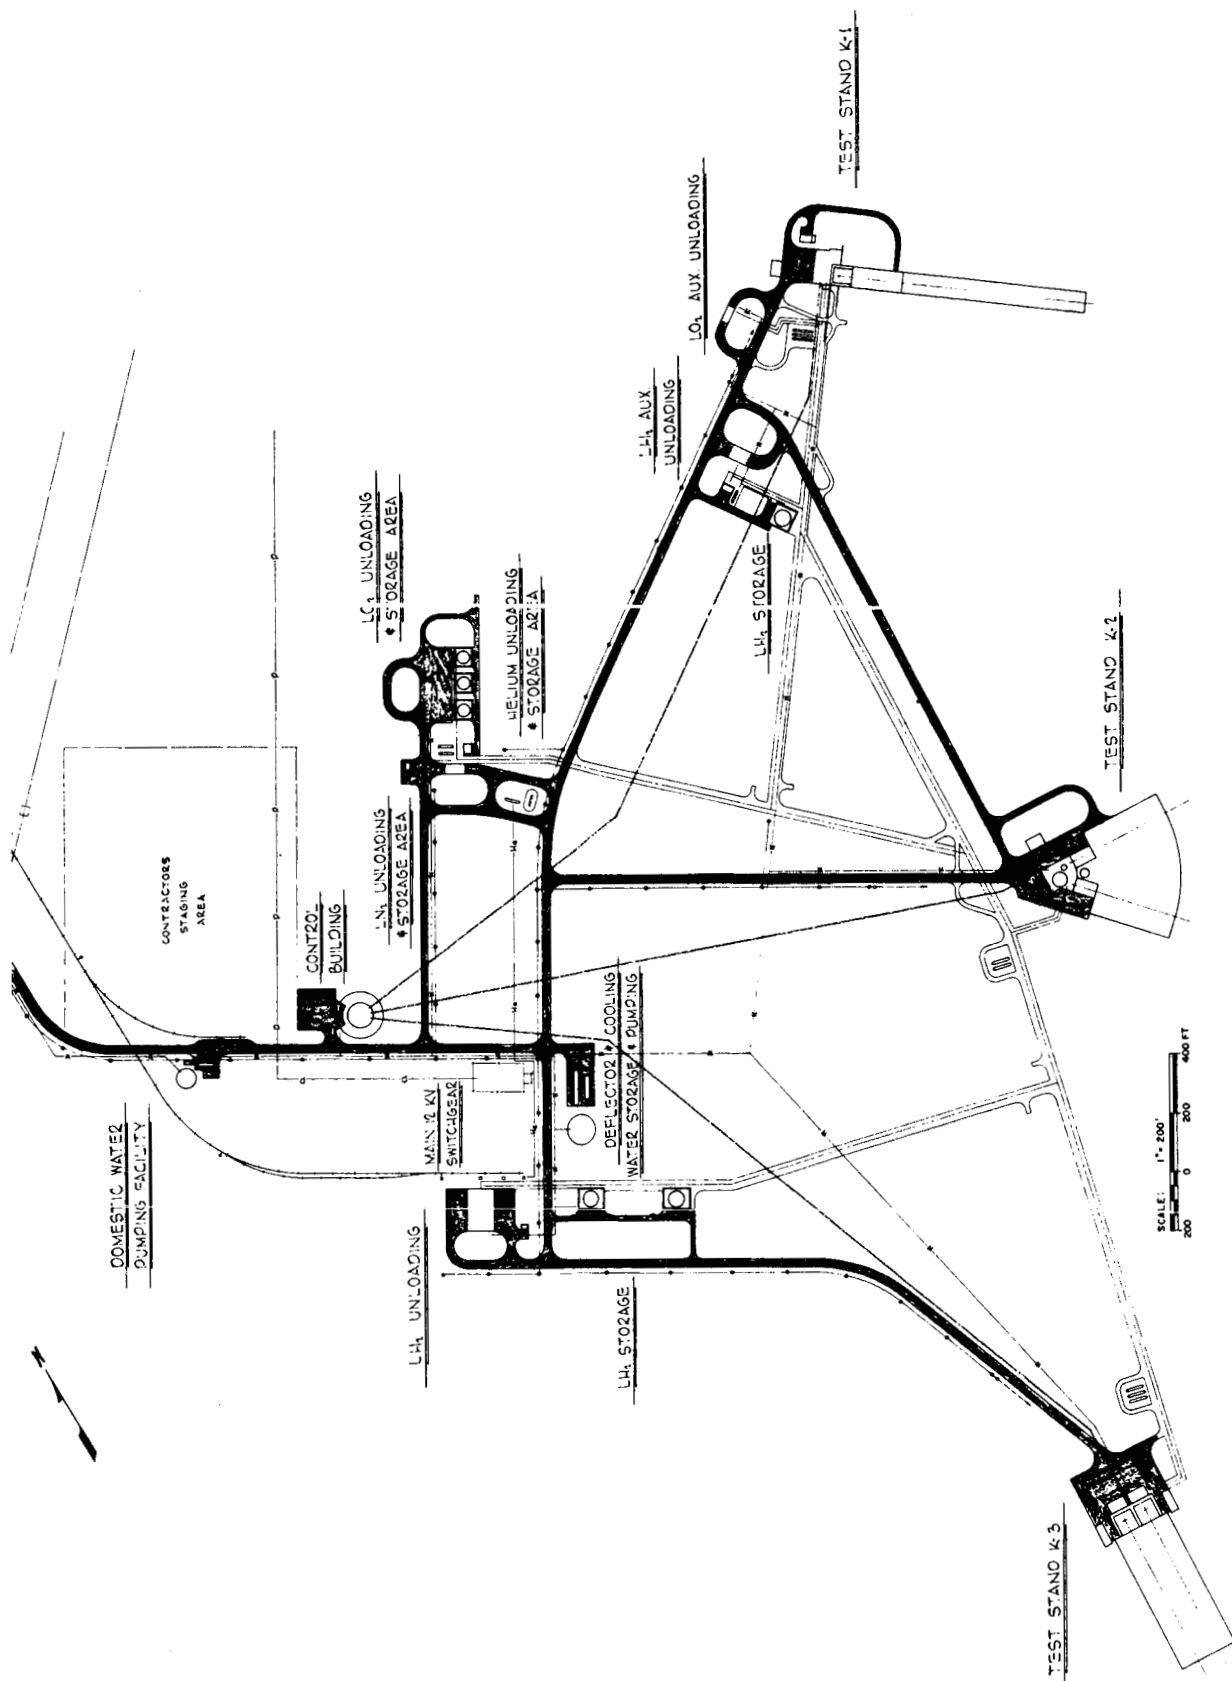 TEST STAND K-1
LO₂ AUX. UNLOADING
LH₂ AUX
UNLOADING
LO₂ UNLOADING
& STORAGE AREA
HELIUM UNLOADING
& STORAGE AREA
LH₂ STORAGE
TEST STAND K-2
LN₂ UNLOADING
& STORAGE AREA
CONTRACTORS
STAGING
AREA
CONTROL
BUILDING
DEFLECTOR & COOLING
WATER STORAGE & PUMPING
MAIN 12 KV
SWITCHGEAR
DOMESTIC WATER
PUMPING FACILITY
LH₂ UNLOADING
LH₂ STORAGE
N
SCALE: 1"= 200'
200 0 200 400 FT
TEST STAND K-3